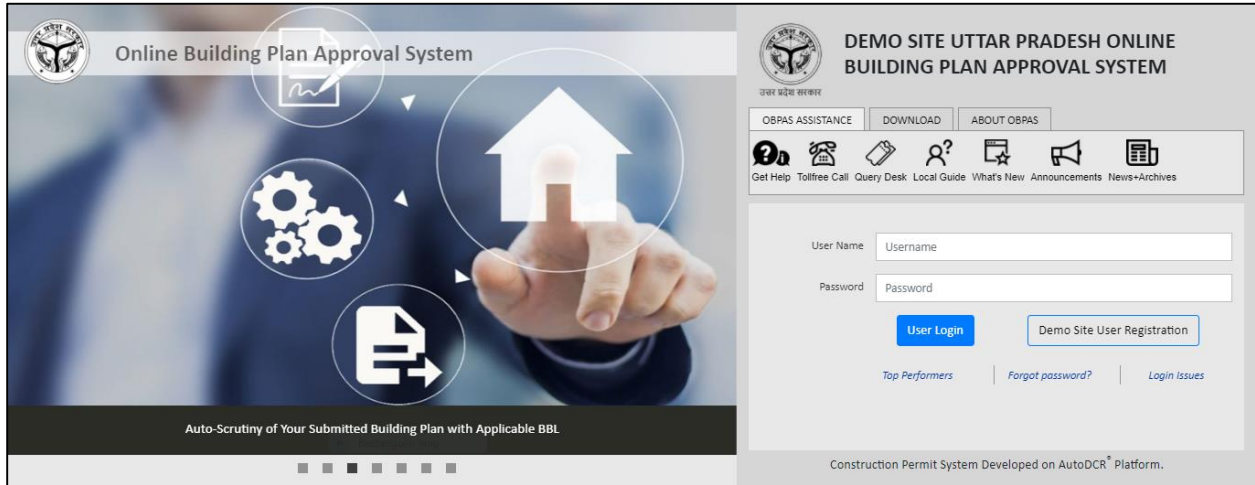 Online Building Plan Approval System
Auto-Scrutiny of Your Submitted Building Plan with Applicable BBL
उत्तर प्रदेश सरकार
DEMO SITE UTTAR PRADESH ONLINE
BUILDING PLAN APPROVAL SYSTEM
OBPAS ASSISTANCE DOWNLOAD ABOUT OBPAS
Get Help Tollfree Call Query Desk Local Guide What's New Announcements News+Archives
User Name Username
Password Password
User Login Demo Site User Registration
Top Performers Forgot password? Login Issues
Construction Permit System Developed on AutoDCR® Platform.